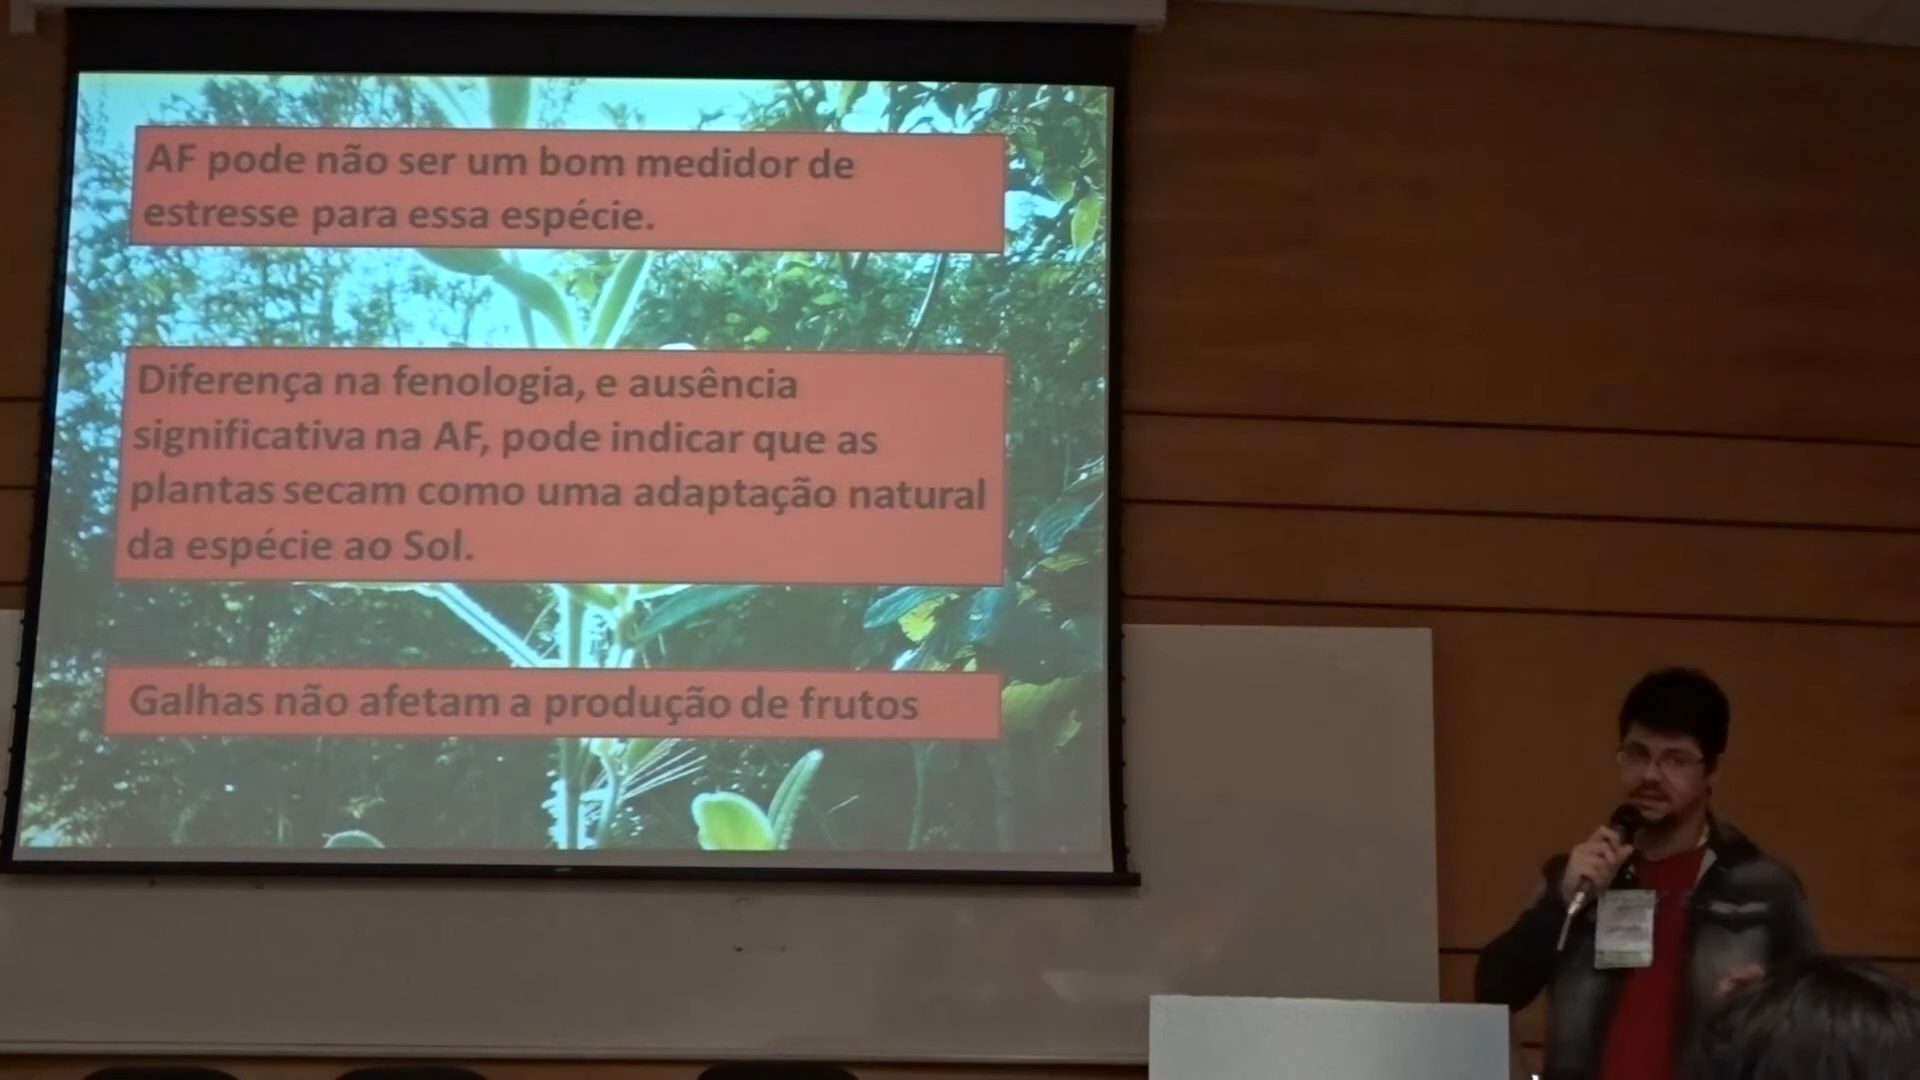 AF pode não ser um bom medidor de
estresse para essa espécie.
Diferença na fenologia, e ausência
significativa na AF, pode indicar que as
plantas secam como uma adaptação natural
da espécie ao Sol.
Galhas não afetam a produção de frutos